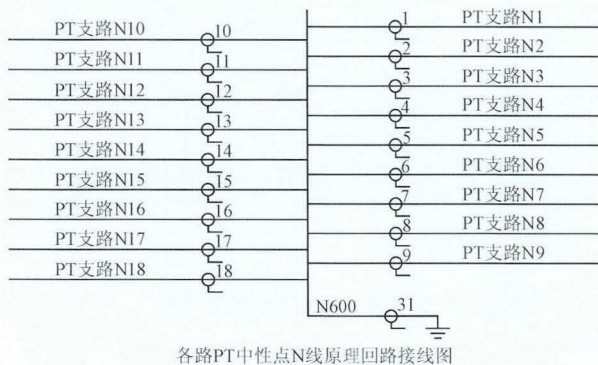 PT支路N10 10 1 PT支路N1
PT支路N11 11 2 PT支路N2
PT支路N12 12 3 PT支路N3
PT支路N13 13 4 PT支路N4
PT支路N14 14 5 PT支路N5
PT支路N15 15 6 PT支路N6
PT支路N16 16 7 PT支路N7
PT支路N17 17 8 PT支路N8
PT支路N18 18 9 PT支路N9
N600 31
各路PT中性点N线原理回路接线图